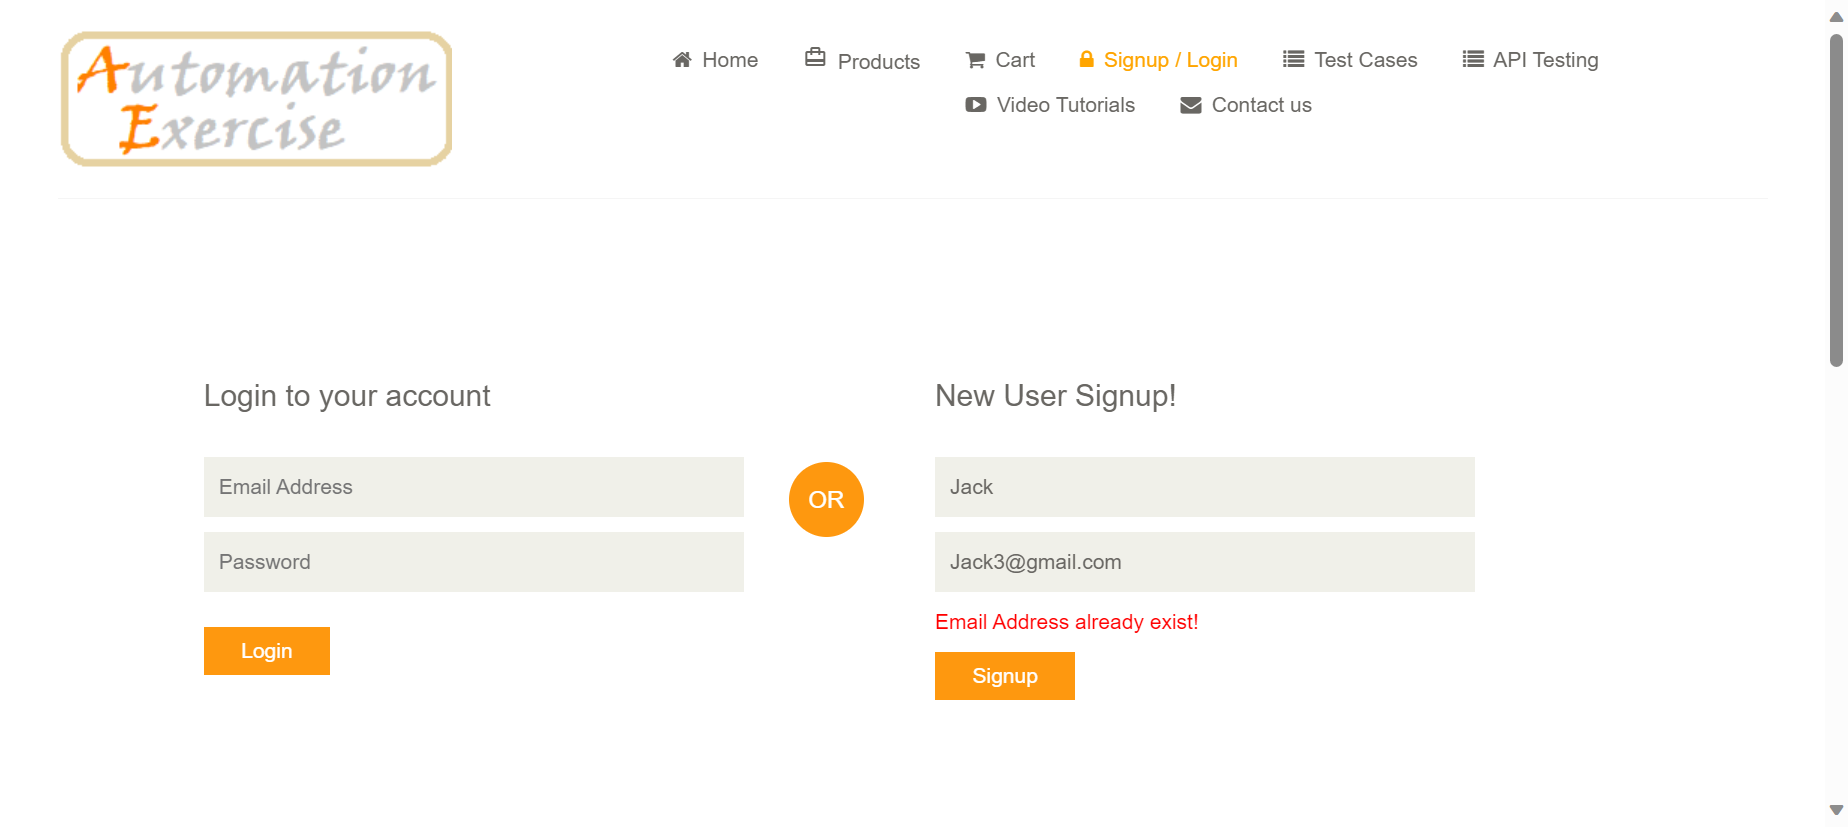 Automation
Exercise
Home
Products
Cart
Signup / Login
Test Cases
API Testing
Video Tutorials
Contact us
Login to your account
Email Address
Password
Login
OR
New User Signup!
Jack
Jack3@gmail.com
Email Address already exist!
Signup